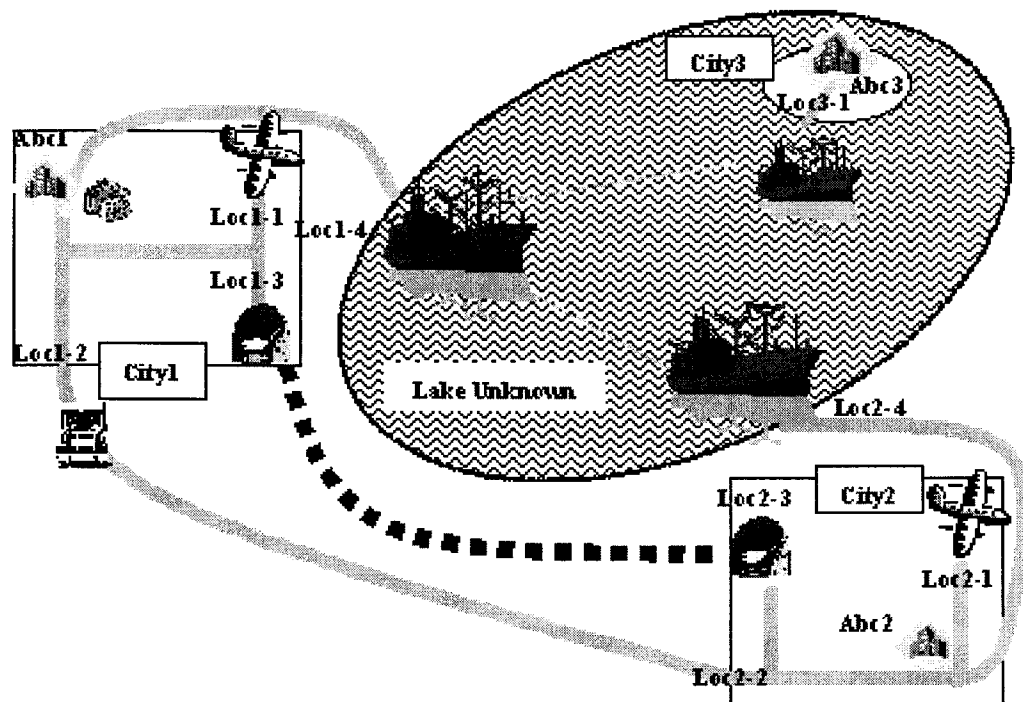 City3
Abc3
Loc3-1
Abc1
Loc1-1
Loc1-4
Loc1-3
Loc1-2
City1
Lake Unknown
Loc2-4
Loc2-3
City2
Loc2-1
Abc2
Loc2-2